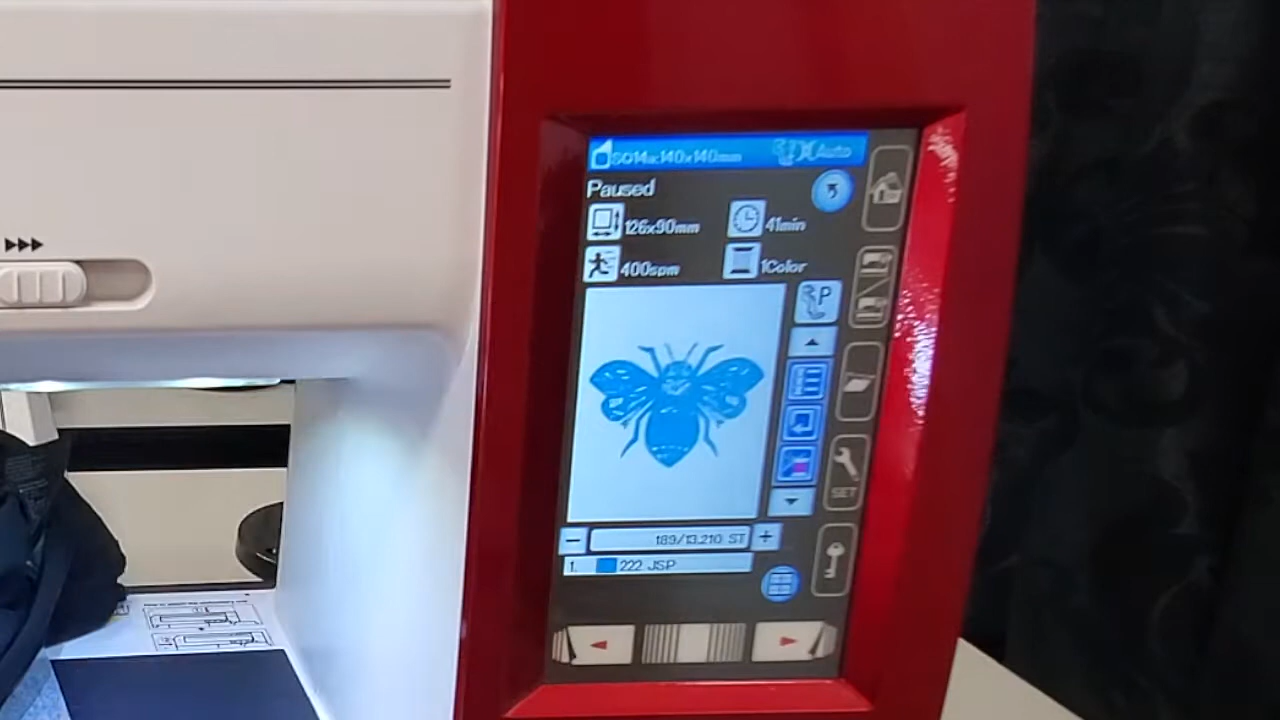 SQ14a:140x140mm Auto
Paused
126x90mm 41min
400spm 1Color
P
SET
189/13,210 ST
1. 222 JSP